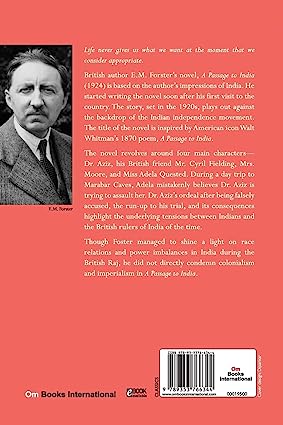 Life never gives us what we want at the moment that we
consider appropriate.
British author E.M. Forster's novel, A Passage to India
(1924) is based on the author's impressions of India. He
started writing the novel soon after his first visit to the
country. The story, set in the 1920s, plays out against
the backdrop of the Indian independence movement.
The title of the novel is inspired by American icon Walt
Whitman's 1870 poem, A Passage to India.
The novel revolves around four main characters—
Dr. Aziz, his British friend Mr. Cyril Fielding, Mrs.
Moore, and Miss Adela Quested. During a day trip to
Marabar Caves, Adela mistakenly believes Dr. Aziz is
trying to assault her. Dr Aziz's ordeal after being falsely
accused, the run-up to his trial, and its consequences
highlight the underlying tensions between Indians and
the British rulers of India of the time.
Though Foster managed to shine a light on race
relations and power imbalances in India during the
British Raj, he did not directly condemn colonialism
and imperialism in A Passage to India.
E.M. Forster
CLASSICS
9 789353 766344
Om Books International
eBOOK
available
Om
Books
International
www.ombooksinternational.com